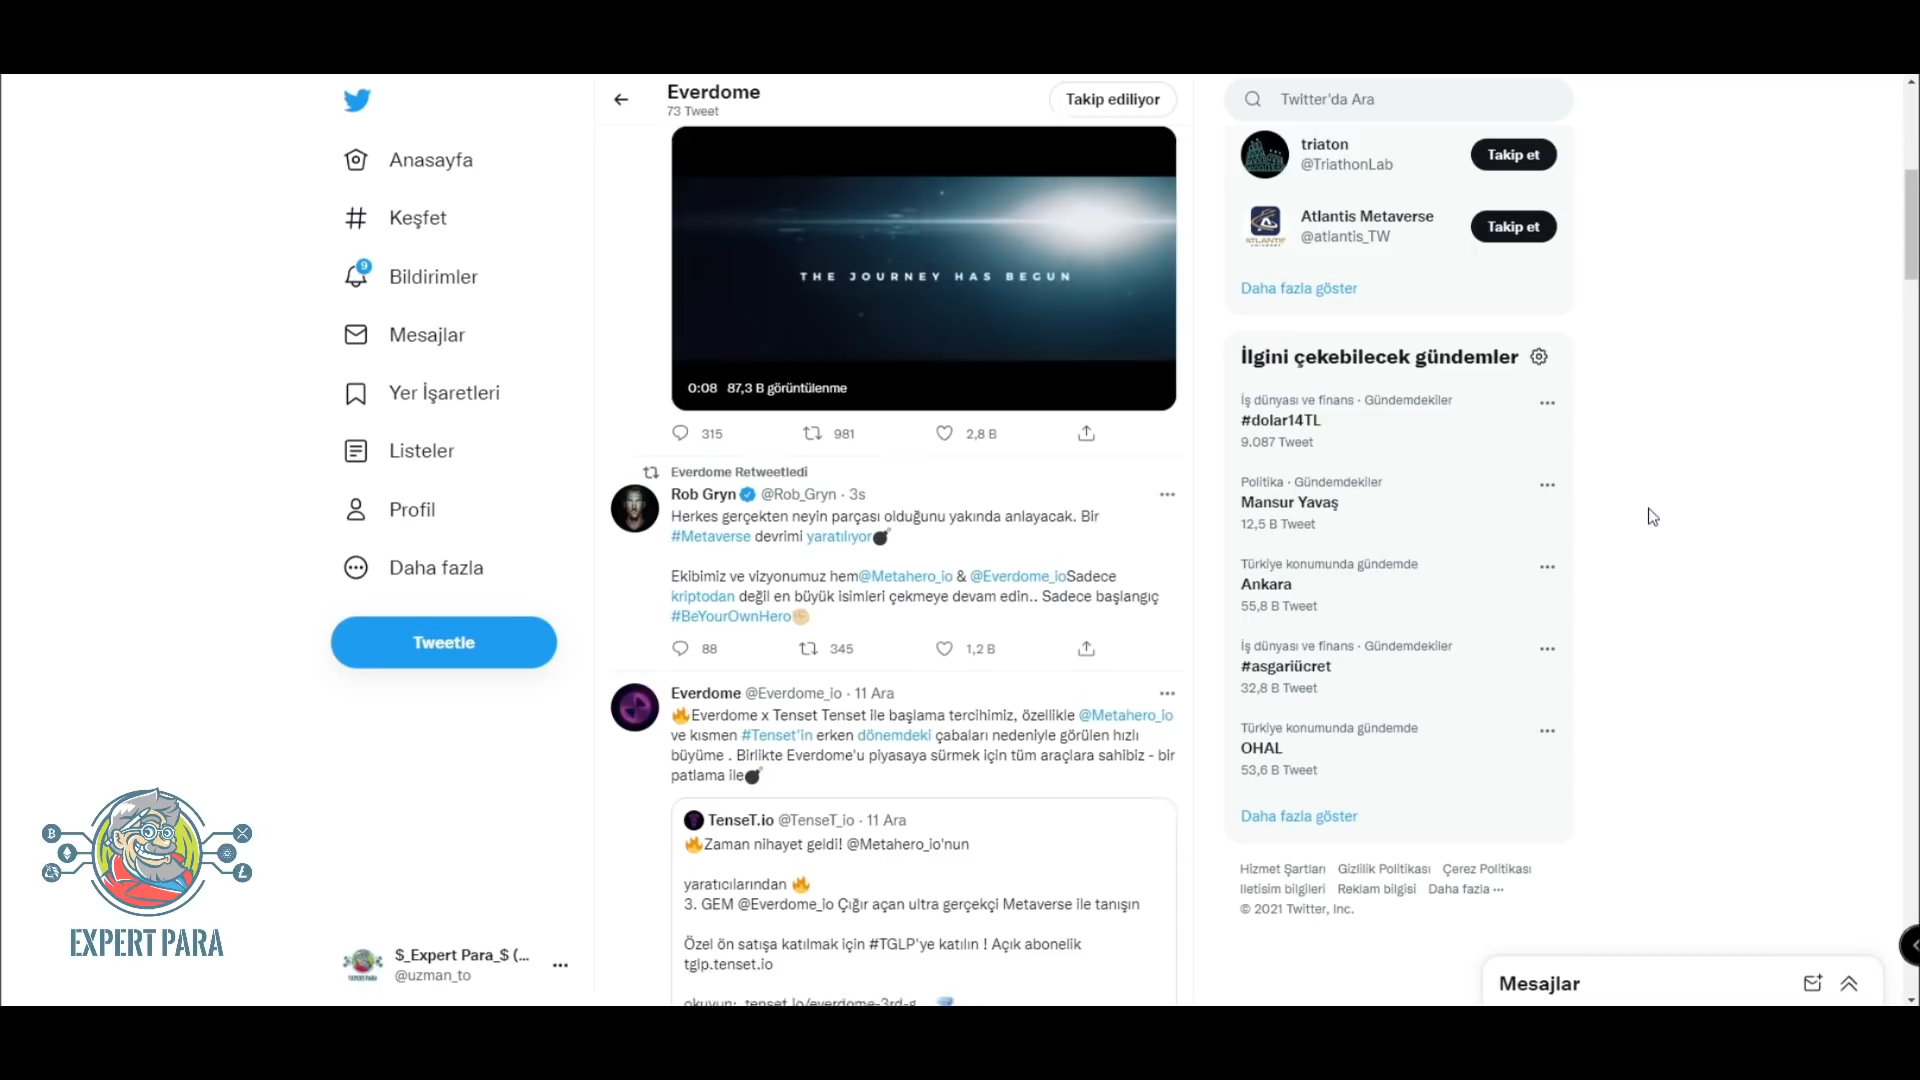 Anasayfa
Keşfet
9
Bildirimler
Mesajlar
Yer İşaretleri
Listeler
Profil
Daha fazla
Tweetle
EXPERT PARA
$_Expert Para_$ (...
@uzman_to
Everdome
73 Tweet
Takip ediliyor
THE JOURNEY HAS BEGUN
0:08 87,3 B görüntülenme
315 981 2,8 B
Everdome Retweetledi
Rob Gryn @Rob_Gryn · 3s
Herkes gerçekten neyin parçası olduğunu yakında anlayacak. Bir
#Metaverse devrimi yaratılıyor💣
Ekibimiz ve vizyonumuz hem@Metahero_io & @Everdome_ioSadece
kriptodan değil en büyük isimleri çekmeye devam edin.. Sadece başlangıç
#BeYourOwnHero✊🏼
88 345 1,2 B
Everdome @Everdome_io · 11 Ara
🔥Everdome x Tenset Tenset ile başlama tercihimiz, özellikle @Metahero_io
ve kısmen #Tenset'in erken dönemdeki çabaları nedeniyle görülen hızlı
büyüme . Birlikte Everdome'u piyasaya sürmek için tüm araçlara sahibiz - bir
patlama ile💣
TenseT.io @TenseT_io · 11 Ara
🔥Zaman nihayet geldi! @Metahero_io'nun
yaratıcılarından 🔥
3. GEM @Everdome_io Çığır açan ultra gerçekçi Metaverse ile tanışın
Özel ön satışa katılmak için #TGLP'ye katılın ! Açık abonelik
tglp.tenset.io
okuyun: tenset.io/everdome-3rd-g...
Twitter'da Ara
triaton
@TriathonLab
Takip et
Atlantis Metaverse
@atlantis_TW
Takip et
Daha fazla göster
İlgini çekebilecek gündemler
İş dünyası ve finans · Gündemdekiler
#dolar14TL
9.087 Tweet
Politika · Gündemdekiler
Mansur Yavaş
12,5 B Tweet
Türkiye konumunda gündemde
Ankara
55,8 B Tweet
İş dünyası ve finans · Gündemdekiler
#asgariücret
32,8 B Tweet
Türkiye konumunda gündemde
OHAL
53,6 B Tweet
Daha fazla göster
Hizmet Şartları Gizlilik Politikası Çerez Politikası
İletisim bilgileri Reklam bilgisi Daha fazla ...
© 2021 Twitter, Inc.
Mesajlar